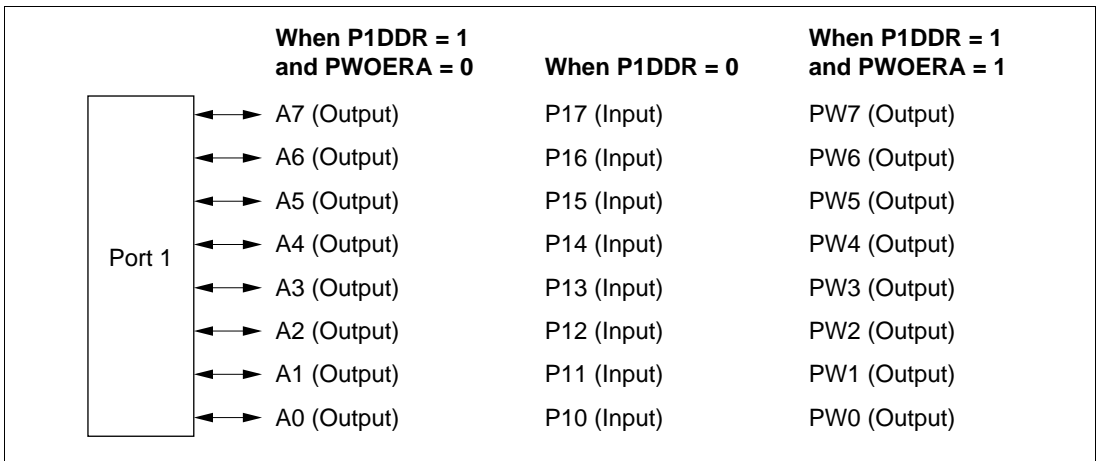 When P1DDR = 1 and PWOERA = 0 When P1DDR = 0 When P1DDR = 1 and PWOERA = 1
Port 1
A7 (Output) P17 (Input) PW7 (Output)
A6 (Output) P16 (Input) PW6 (Output)
A5 (Output) P15 (Input) PW5 (Output)
A4 (Output) P14 (Input) PW4 (Output)
A3 (Output) P13 (Input) PW3 (Output)
A2 (Output) P12 (Input) PW2 (Output)
A1 (Output) P11 (Input) PW1 (Output)
A0 (Output) P10 (Input) PW0 (Output)